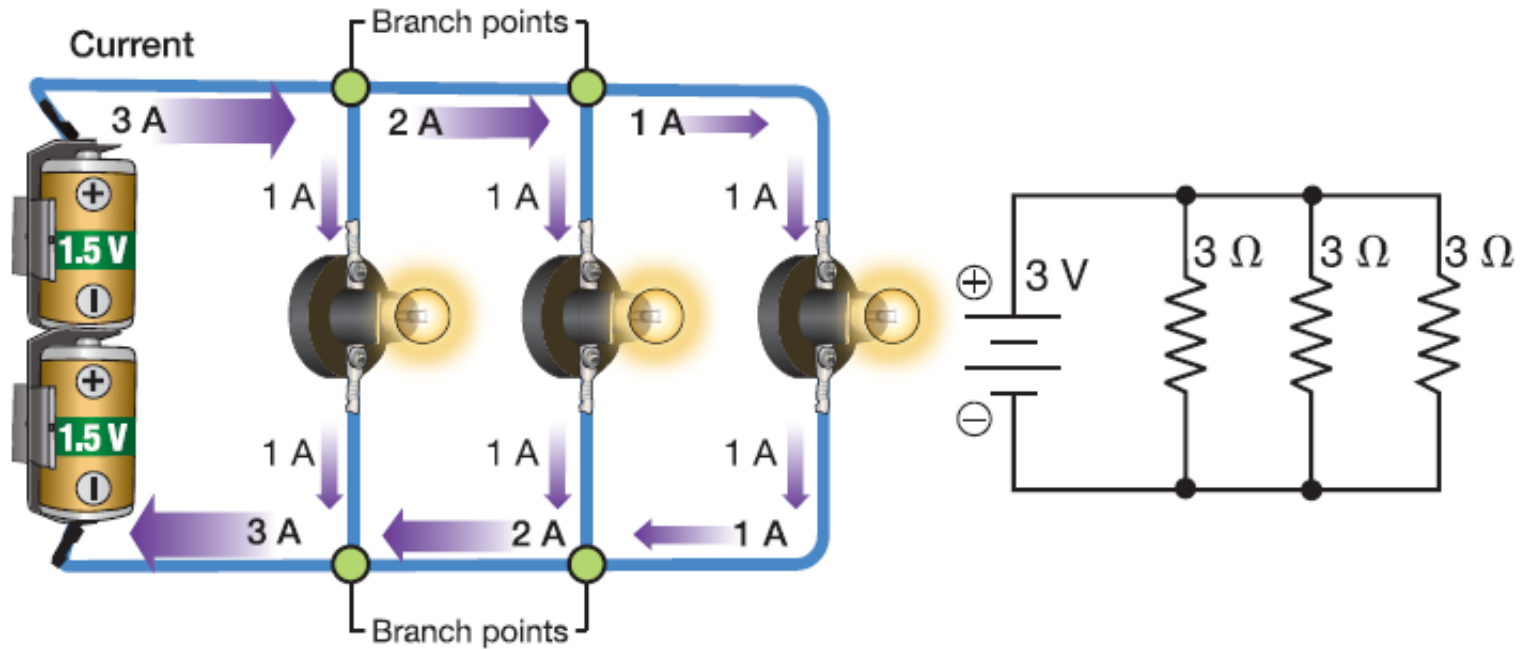 Branch points
Current
3 A
2 A
1 A
1 A
1 A
1 A
+
1.5 V
−
+
1.5 V
−
1 A
1 A
1 A
3 A
2 A
1 A
Branch points
3 Ω
3 Ω
3 Ω
+
3 V
−